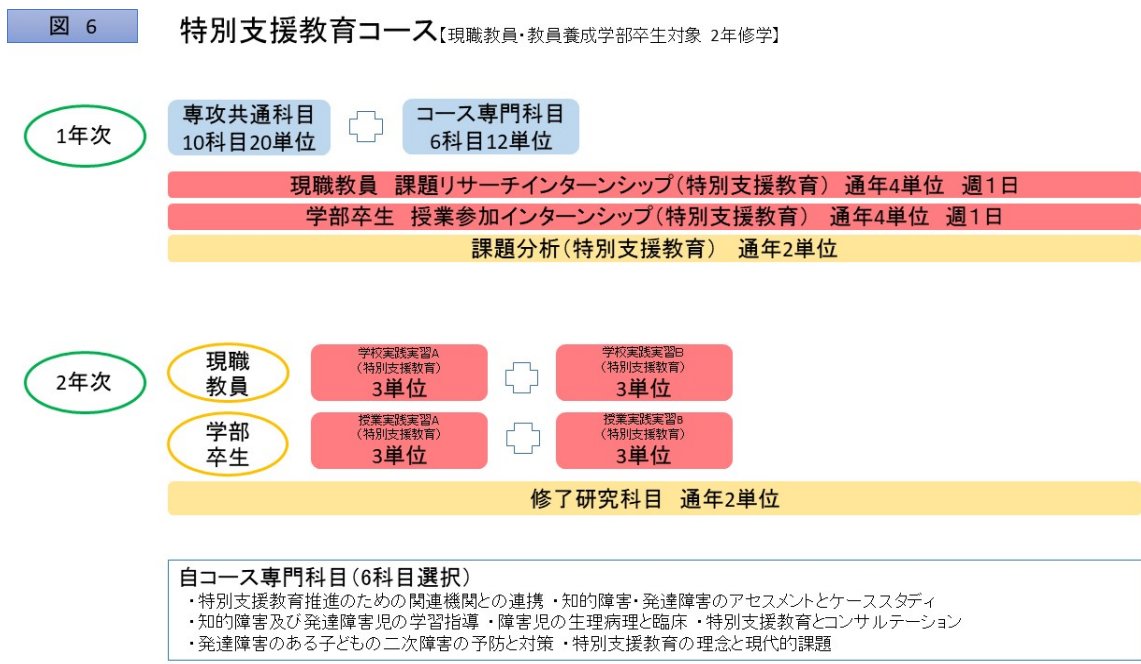 図 6
特別支援教育コース【現職教員・教員養成学部卒生対象 2年修学】
1年次
専攻共通科目
10科目20単位
コース専門科目
6科目12単位
現職教員 課題リサーチインターンシップ(特別支援教育) 通年4単位 週1日
学部卒生 授業参加インターンシップ(特別支援教育) 通年4単位 週1日
課題分析(特別支援教育) 通年2単位
2年次
現職
教員
学校実践実習A
(特別支援教育)
3単位
学校実践実習B
(特別支援教育)
3単位
学部
卒生
授業実践実習A
(特別支援教育)
3単位
授業実践実習B
(特別支援教育)
3単位
修了研究科目 通年2単位
自コース専門科目(6科目選択)
・特別支援教育推進のための関連機関との連携 ・知的障害・発達障害のアセスメントとケーススタディ
・知的障害及び発達障害児の学習指導 ・障害児の生理病理と臨床 ・特別支援教育とコンサルテーション
・発達障害のある子どもの二次障害の予防と対策 ・特別支援教育の理念と現代的課題